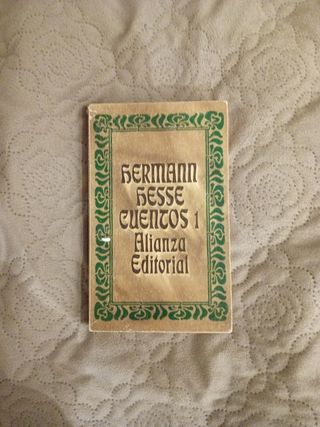 HERMANN
HESSE
CUENTOS 1
Alianza
Editorial